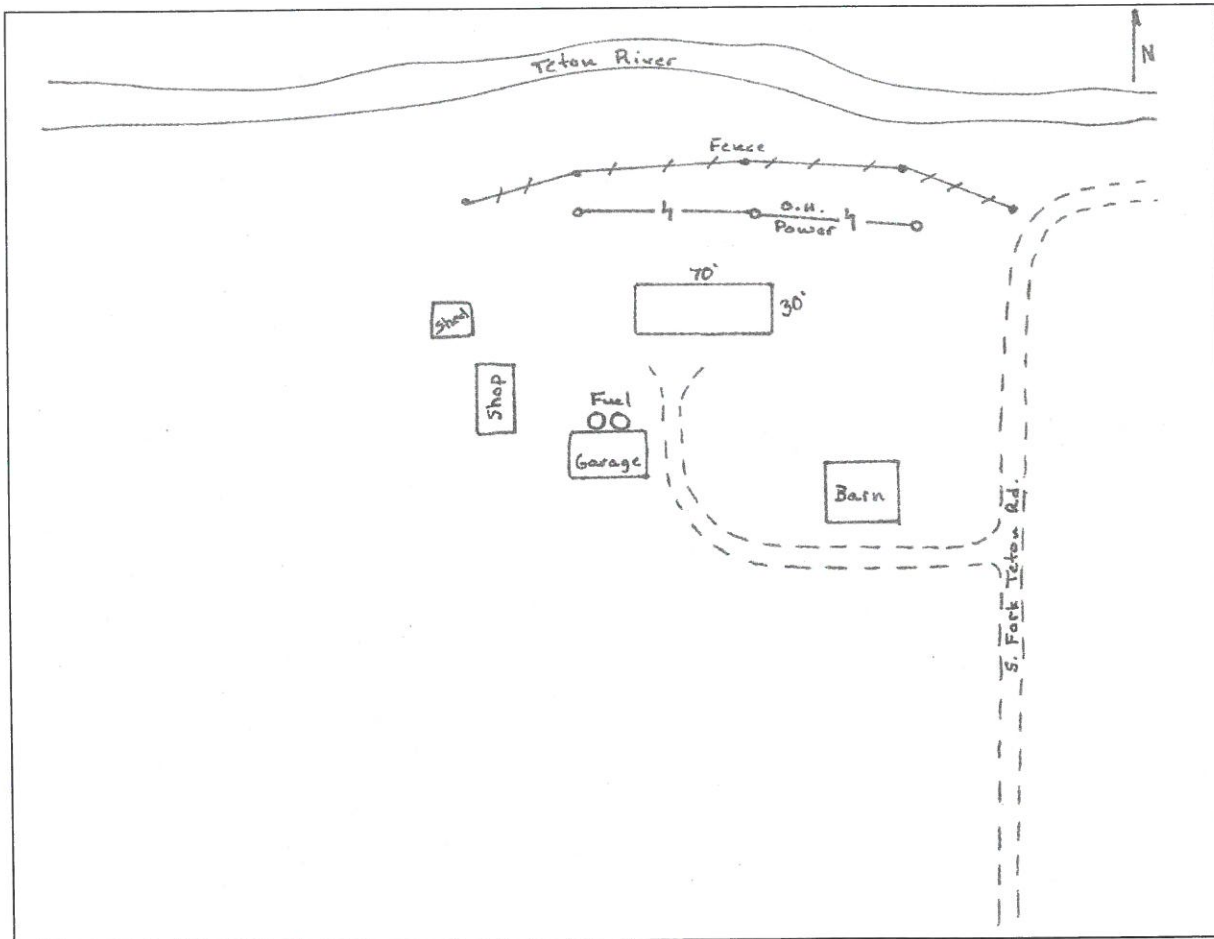 N
Teton River
Fence
O.H.
Power
70'
30'
Shed
Shop
Fuel
Garage
Barn
S. Fork Teton Rd.